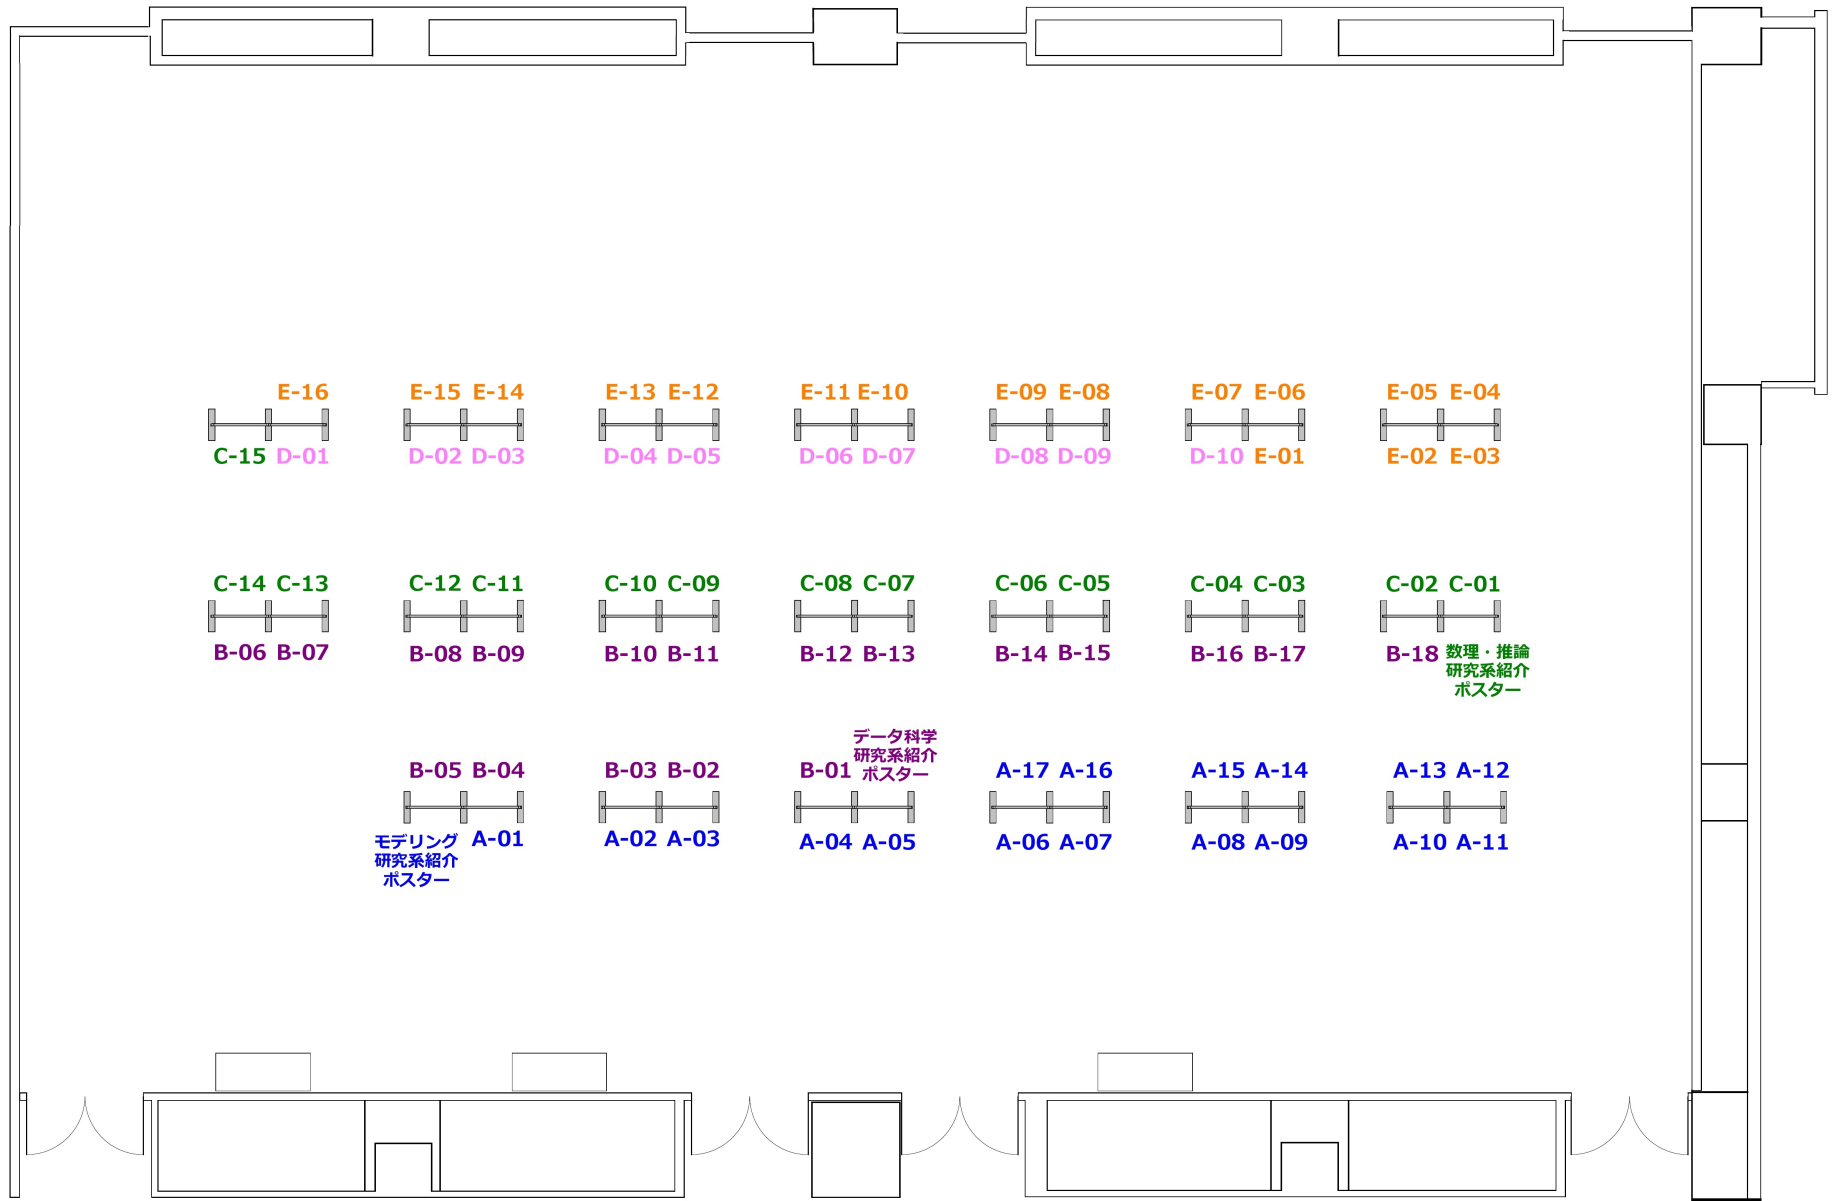 E-16 E-15 E-14 E-13 E-12 E-11 E-10 E-09 E-08 E-07 E-06 E-05 E-04
C-15 D-01 D-02 D-03 D-04 D-05 D-06 D-07 D-08 D-09 D-10 E-01 E-02 E-03
C-14 C-13 C-12 C-11 C-10 C-09 C-08 C-07 C-06 C-05 C-04 C-03 C-02 C-01
B-06 B-07 B-08 B-09 B-10 B-11 B-12 B-13 B-14 B-15 B-16 B-17 B-18
数理・推論
研究系紹介
ポスター
データ科学
研究系紹介
ポスター
B-05 B-04 B-03 B-02 B-01 A-17 A-16 A-15 A-14 A-13 A-12
モデリング
研究系紹介
ポスター
A-01 A-02 A-03 A-04 A-05 A-06 A-07 A-08 A-09 A-10 A-11